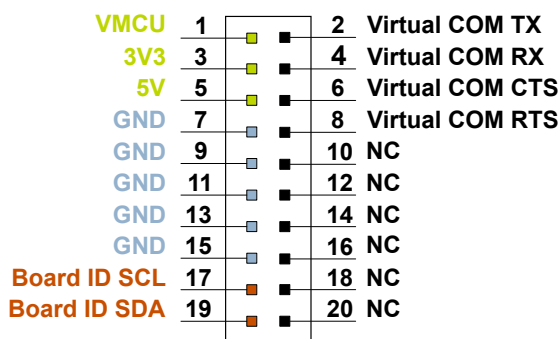 VMCU 1 2 Virtual COM TX
3V3 3 4 Virtual COM RX
5V 5 6 Virtual COM CTS
GND 7 8 Virtual COM RTS
GND 9 10 NC
GND 11 12 NC
GND 13 14 NC
GND 15 16 NC
Board ID SCL 17 18 NC
Board ID SDA 19 20 NC